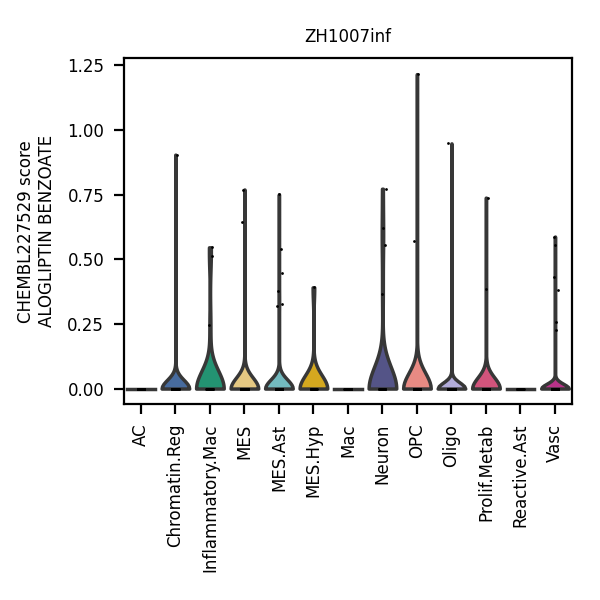 ZH1007inf
CHEMBL227529 score
ALOGLIPTIN BENZOATE
1.25
1.00
0.75
0.50
0.25
0.00
AC
Chromatin.Reg
Inflammatory.Mac
MES
MES.Ast
MES.Hyp
Mac
Neuron
OPC
Oligo
Prolif.Metab
Reactive.Ast
Vasc